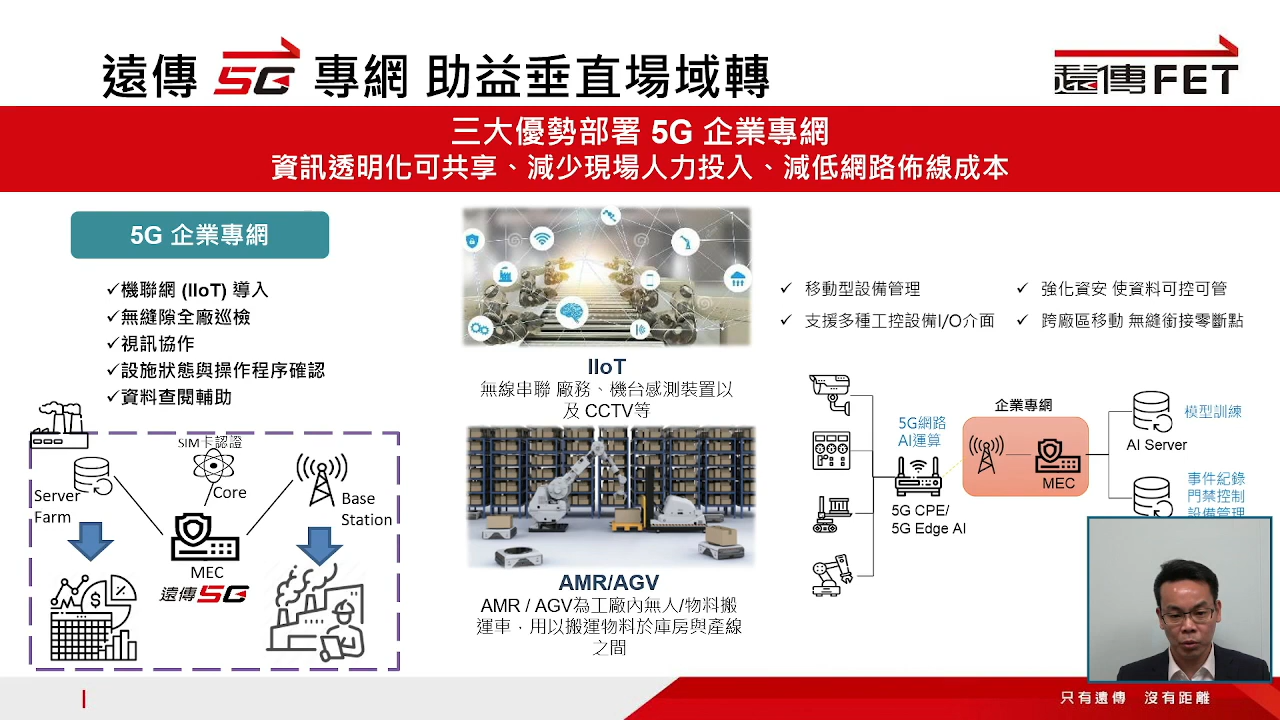 遠傳 5G 專網 助益垂直場域轉
遠傳 FET
三大優勢部署 5G 企業專網
資訊透明化可共享、減少現場人力投入、減低網路佈線成本
5G 企業專網
✓機聯網 (IIoT) 導入
✓無縫隙全廠巡檢
✓視訊協作
✓設施狀態與操作程序確認
✓資料查閱輔助
SIM卡認證
Server
Farm
Core
Base
Station
MEC
遠傳 5G
IIoT
無線串聯 廠務、機台感測裝置以
及 CCTV等
AMR/AGV
AMR / AGV為工廠內無人/物料搬
運車，用以搬運物料於庫房與產線
之間
✓ 移動型設備管理
✓ 支援多種工控設備I/O介面
✓ 強化資安 使資料可控可管
✓ 跨廠區移動 無縫銜接零斷點
5G網路
AI運算
5G CPE/
5G Edge AI
企業專網
MEC
AI Server
模型訓練
事件紀錄
門禁控制
設備管理
只有遠傳 沒有距離